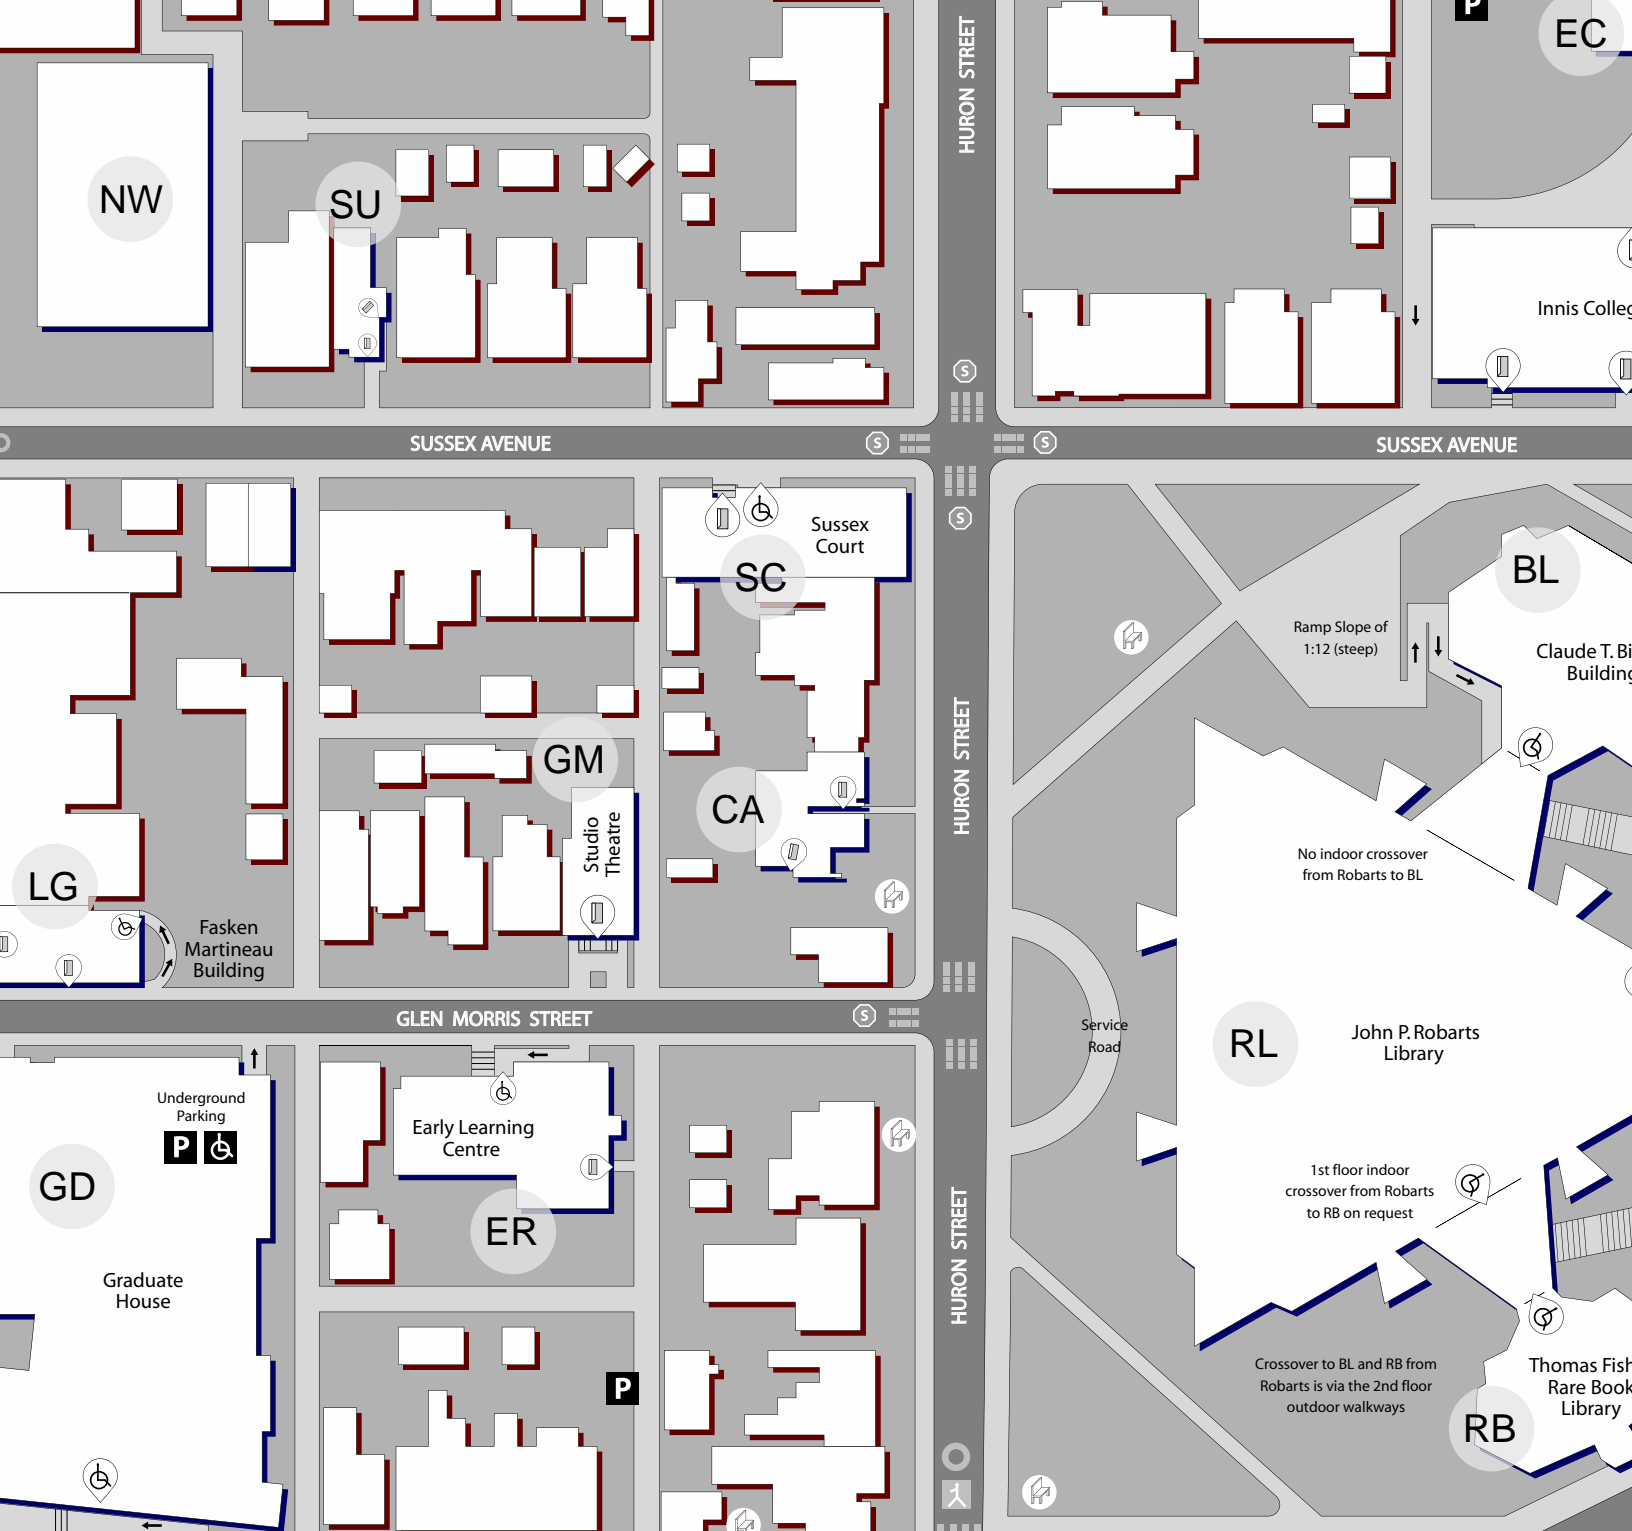 P
EC
HURON STREET
NW
SU
Innis
S
SUSSEX AVENUE
S
S
SUSSEX AVENUE
S
Sussex
Court
SC
BL
Ramp Slope of
1:12 (steep)
Claude T.
Building
GM
CA
HURON STREET
Studio
Theatre
No indoor crossover
from Robarts to BL
LG
Fasken
Martineau
Building
GLEN MORRIS STREET
S
Service
Road
RL
John P. Robarts
Library
Underground
Parking
P
Early Learning
Centre
GD
ER
1st floor indoor
crossover from Robarts
to RB on request
HURON STREET
Graduate
House
P
Crossover to BL and RB from
Robarts is via the 2nd floor
outdoor walkways
Thomas
Rare Book
Library
RB